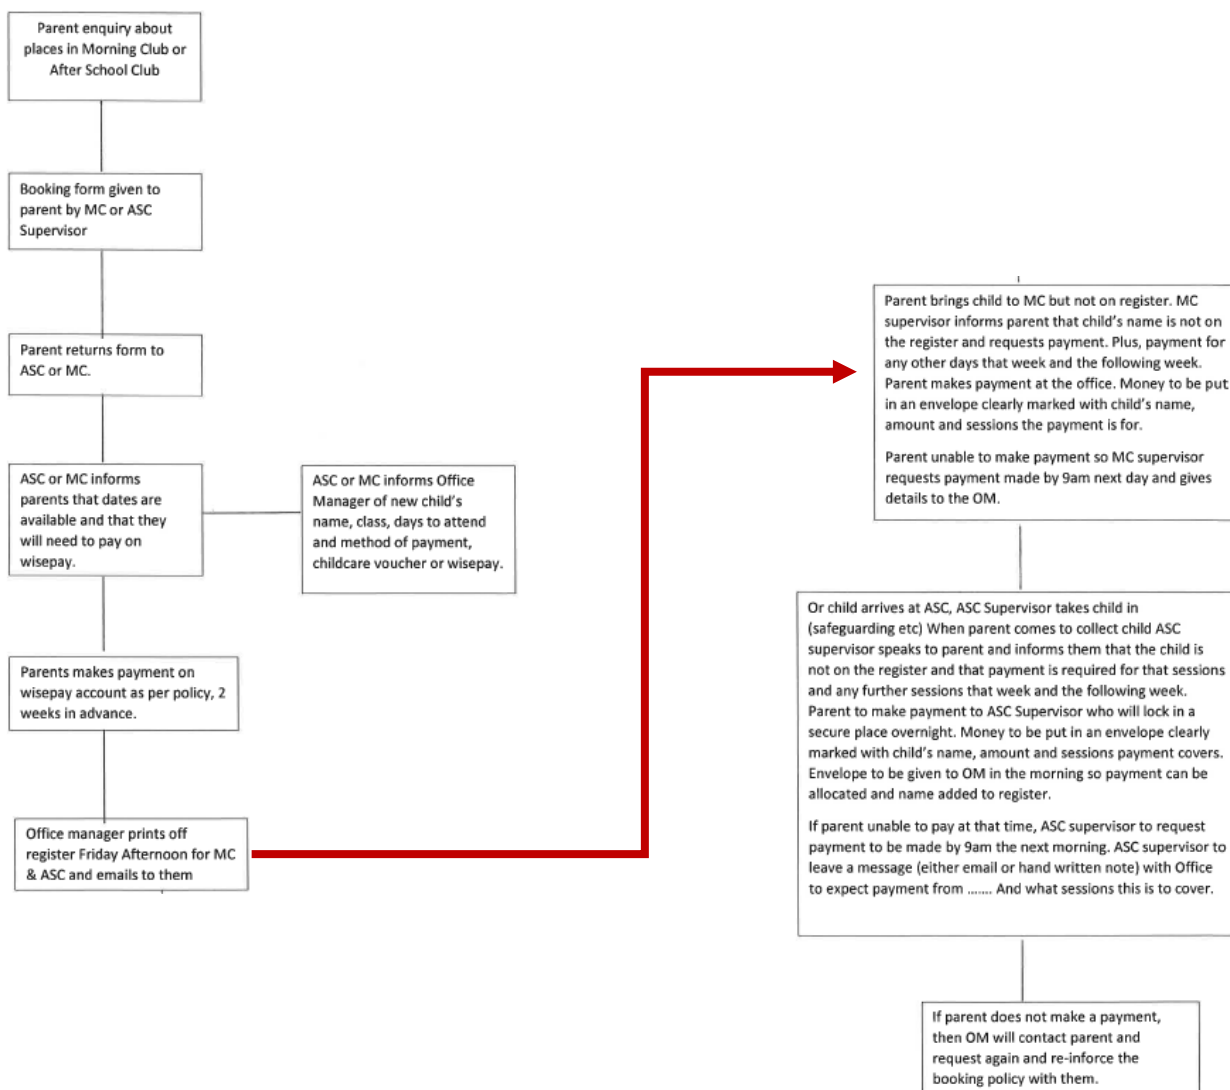 Parent enquiry about
places in Morning Club or
After School Club
Booking form given to
parent by MC or ASC
Supervisor
Parent returns form to
ASC or MC.
ASC or MC informs
parents that dates are
available and that they
will need to pay on
wisepay.
ASC or MC informs Office
Manager of new child's
name, class, days to attend
and method of payment,
childcare voucher or wisepay.
Parents makes payment on
wisepay account as per policy, 2
weeks in advance.
Office manager prints off
register Friday Afternoon for MC
& ASC and emails to them
Parent brings child to MC but not on register. MC
supervisor informs parent that child's name is not on
the register and requests payment. Plus, payment for
any other days that week and the following week.
Parent makes payment at the office. Money to be put
in an envelope clearly marked with child's name,
amount and sessions the payment is for.
Parent unable to make payment so MC supervisor
requests payment made by 9am next day and gives
details to the OM.
Or child arrives at ASC, ASC Supervisor takes child in
(safeguarding etc) When parent comes to collect child ASC
supervisor speaks to parent and informs them that the child is
not on the register and that payment is required for that sessions
and any further sessions that week and the following week.
Parent to make payment to ASC Supervisor who will lock in a
secure place overnight. Money to be put in an envelope clearly
marked with child's name, amount and sessions payment covers.
Envelope to be given to OM in the morning so payment can be
allocated and name added to register.
If parent unable to pay at that time, ASC supervisor to request
payment to be made by 9am the next morning. ASC supervisor to
leave a message (either email or hand written note) with Office
to expect payment from ....... And what sessions this is to cover.
If parent does not make a payment,
then OM will contact parent and
request again and re-inforce the
booking policy with them.